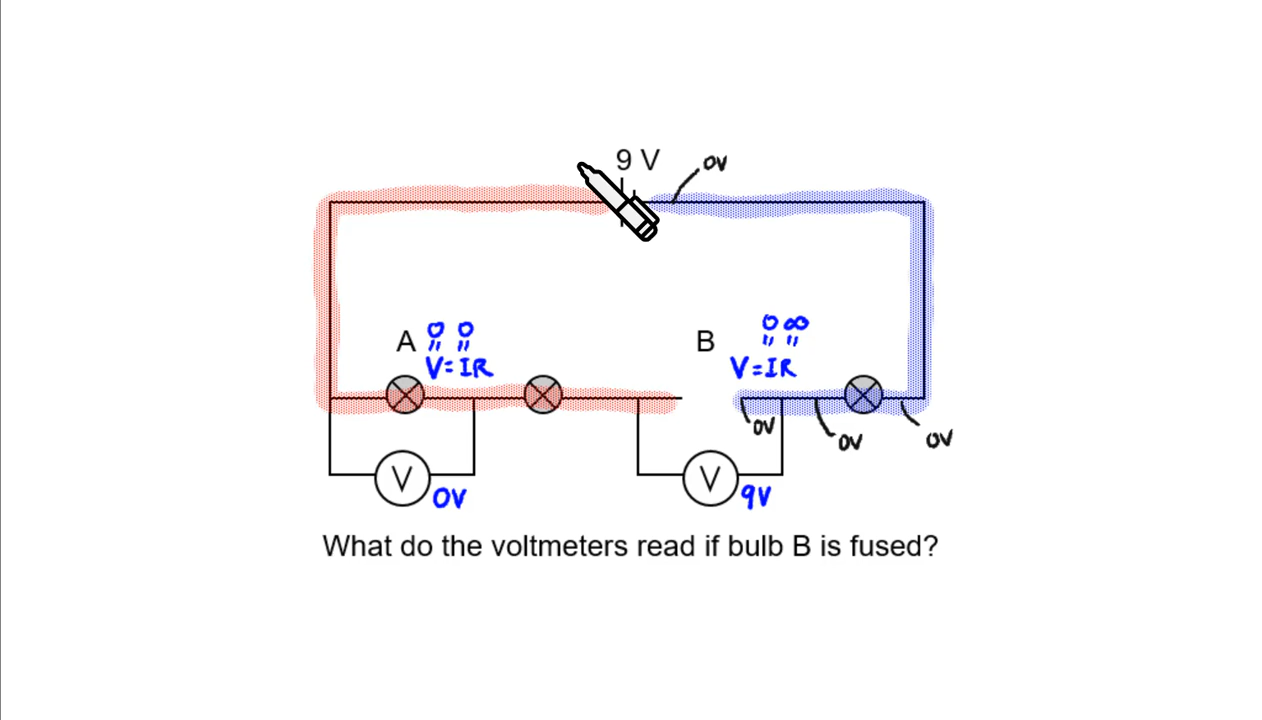 9 V
0V
A
0 0
" "
V=IR
B
0 ∞
" "
V=IR
0V
0V
0V
V
0V
V
9V
What do the voltmeters read if bulb B is fused?